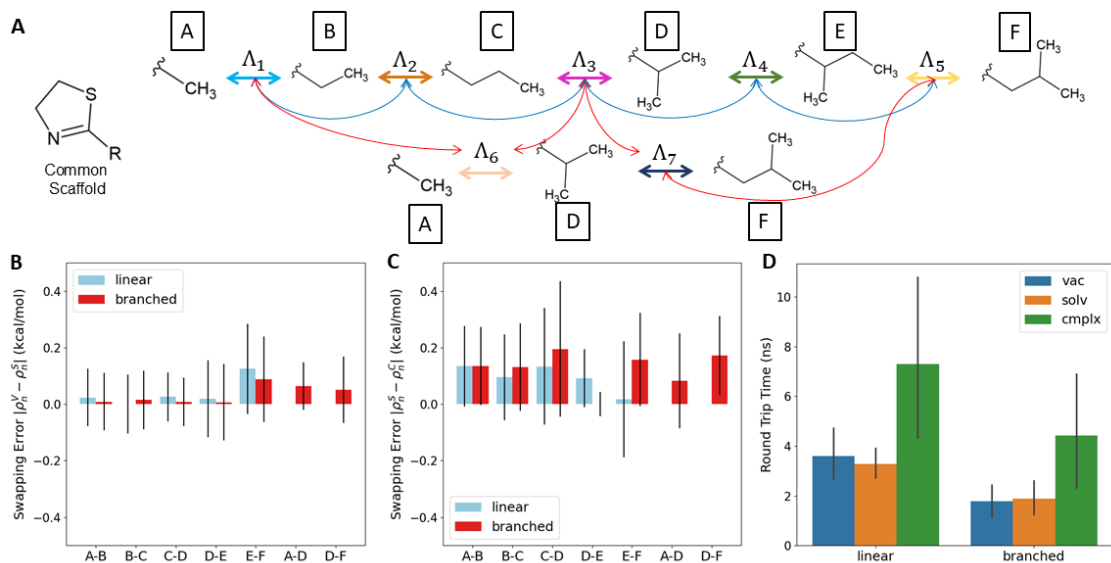 A
A
B
C
D
E
F
Λ1
Λ2
Λ3
Λ4
Λ5
CH3
CH3
CH3
CH3
CH3
CH3
CH3
CH3
CH3
S
N
R
Common
Scaffold
Λ6
Λ7
CH3
CH3
H3C
CH3
CH3
A
D
F
B
linear
branched
Swapping Error |ρₙⱽ − ρₙˢ| (kcal/mol)
0.4
0.2
0.0
−0.2
−0.4
A-B
B-C
C-D
D-E
E-F
A-D
D-F
C
linear
branched
Swapping Error |ρₙˢ − ρₙᶜ| (kcal/mol)
0.4
0.2
0.0
−0.2
−0.4
A-B
B-C
C-D
D-E
E-F
A-D
D-F
D
vac
solv
cmplx
Round Trip Time (ns)
10
8
6
4
2
0
linear
branched